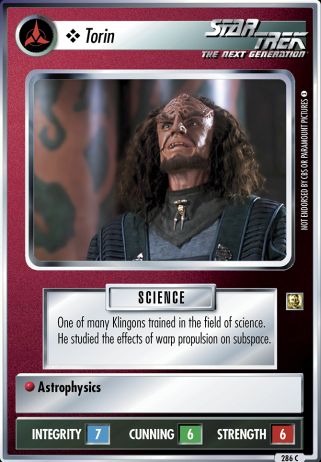 ❖ Torin
STAR TREK
THE NEXT GENERATION
NOT ENDORSED BY CBS OR PARAMOUNT PICTURES
SCIENCE
One of many Klingons trained in the field of science.
He studied the effects of warp propulsion on subspace.
Astrophysics
INTEGRITY 7 CUNNING 6 STRENGTH 6
286 C